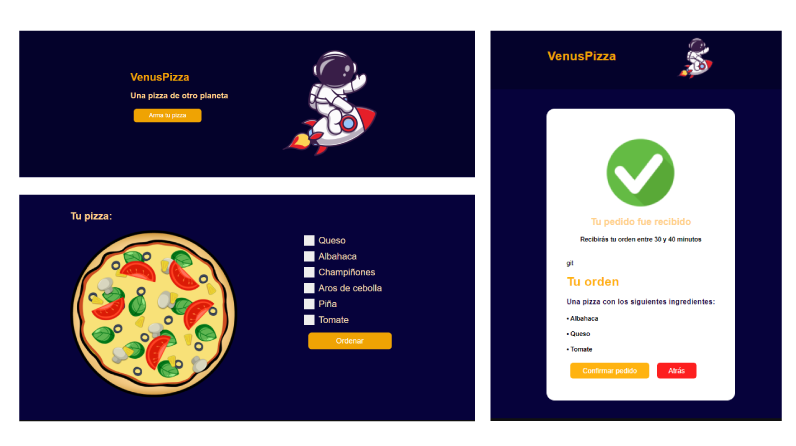 VenusPizza
Una pizza de otro planeta
Arma tu pizza
Tu pizza:
Queso
Albahaca
Champiñones
Aros de cebolla
Piña
Tomate
Ordenar
VenusPizza
Tu pedido fue recibido
Recibirás tu orden entre 30 y 40 minutos
git
Tu orden
Una pizza con los siguientes ingredientes:
• Albahaca
• Queso
• Tomate
Confirmar pedido Atrás